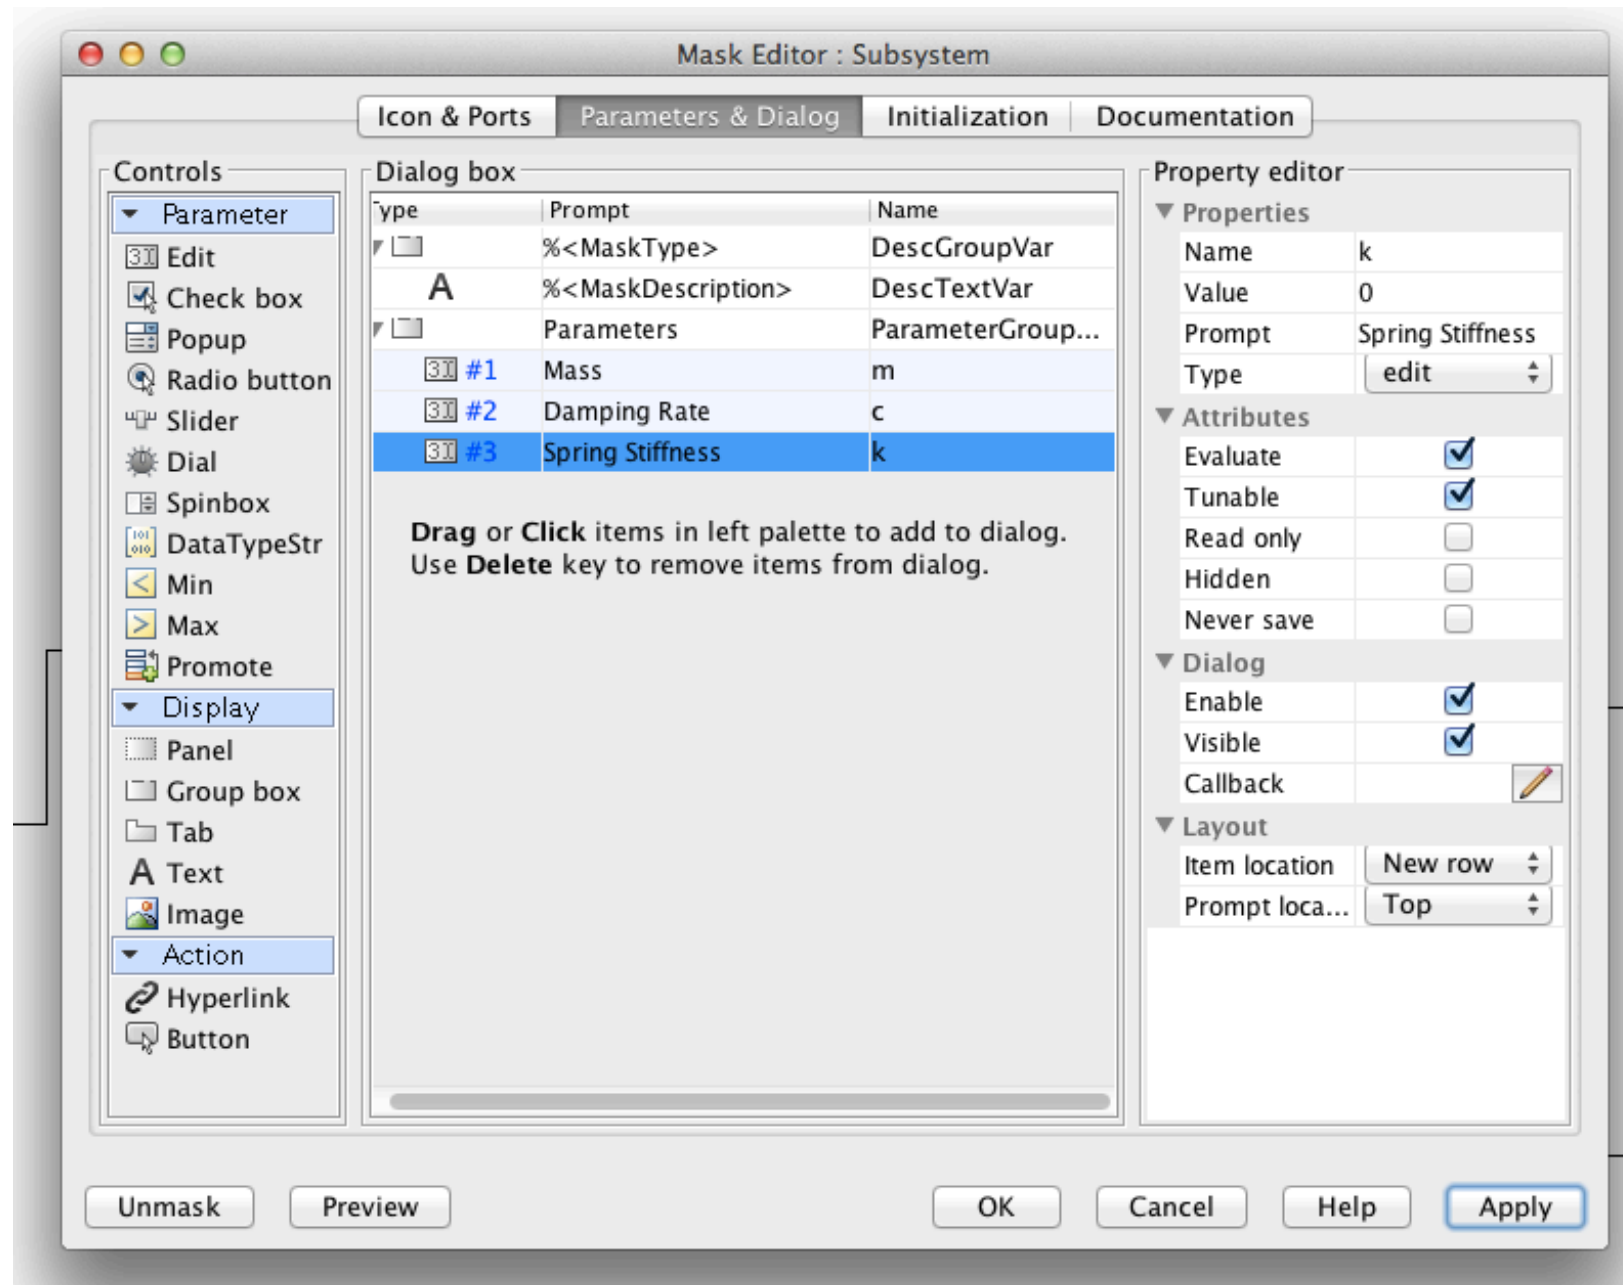 Mask Editor : Subsystem
Icon & Ports
Parameters & Dialog
Initialization
Documentation
Controls
Parameter
Edit
Check box
Popup
Radio button
Slider
Dial
Spinbox
DataTypeStr
Min
Max
Promote
Display
Panel
Group box
Tab
A Text
Image
Action
Hyperlink
Button
Dialog box
Type Prompt Name
%<MaskType> DescGroupVar
A %<MaskDescription> DescTextVar
Parameters ParameterGroup...
#1 Mass m
#2 Damping Rate c
#3 Spring Stiffness k
Drag or Click items in left palette to add to dialog.
Use Delete key to remove items from dialog.
Property editor
Properties
Name k
Value 0
Prompt Spring Stiffness
Type edit
Attributes
Evaluate
Tunable
Read only
Hidden
Never save
Dialog
Enable
Visible
Callback
Layout
Item location New row
Prompt loca... Top
Unmask
Preview
OK
Cancel
Help
Apply